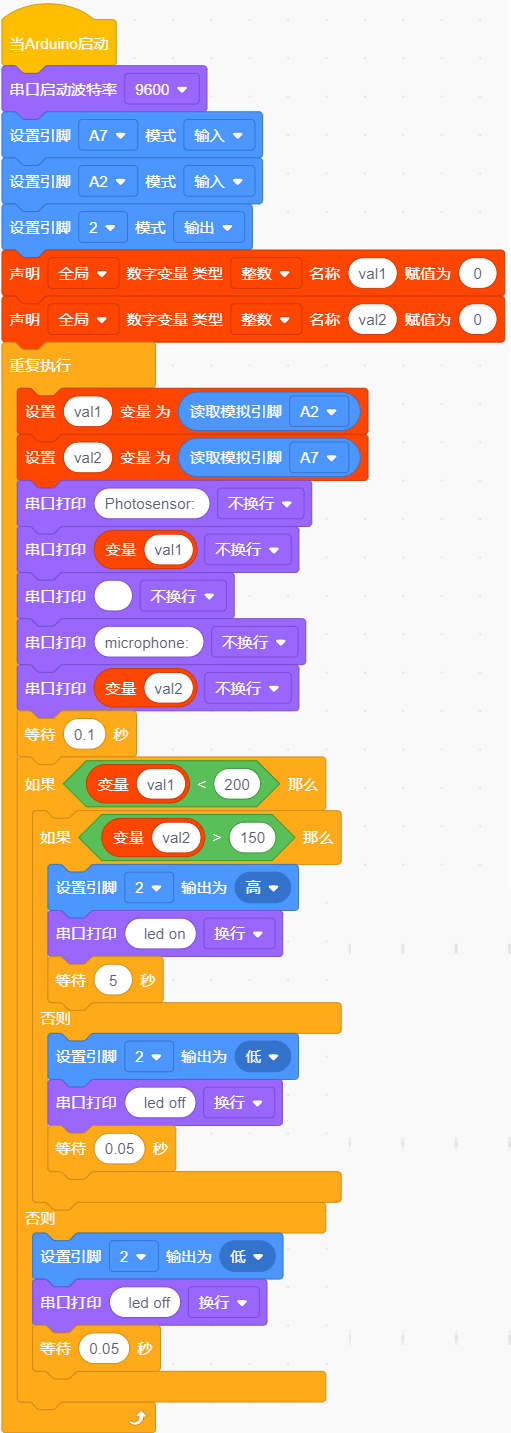 当Arduino启动
串口启动波特率 9600
设置引脚 A7 模式 输入
设置引脚 A2 模式 输入
设置引脚 2 模式 输出
声明 全局 数字变量 类型 整数 名称 val1 赋值为 0
声明 全局 数字变量 类型 整数 名称 val2 赋值为 0
重复执行
设置 val1 变量 为 读取模拟引脚 A2
设置 val2 变量 为 读取模拟引脚 A7
串口打印 Photosensor: 不换行
串口打印 变量 val1 不换行
串口打印 不换行
串口打印 microphone: 不换行
串口打印 变量 val2 不换行
等待 0.1 秒
如果 变量 val1 < 200 那么
如果 变量 val2 > 150 那么
设置引脚 2 输出为 高
串口打印 led on 换行
等待 5 秒
否则
设置引脚 2 输出为 低
串口打印 led off 换行
等待 0.05 秒
否则
设置引脚 2 输出为 低
串口打印 led off 换行
等待 0.05 秒